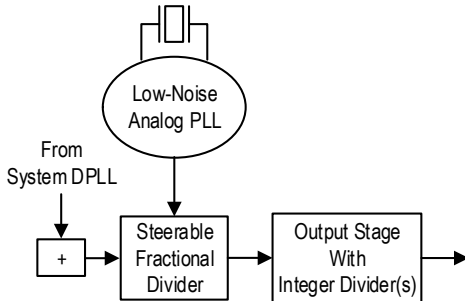 Low-Noise
Analog PLL
From
System DPLL
+
Steerable
Fractional
Divider
Output Stage
With
Integer Divider(s)